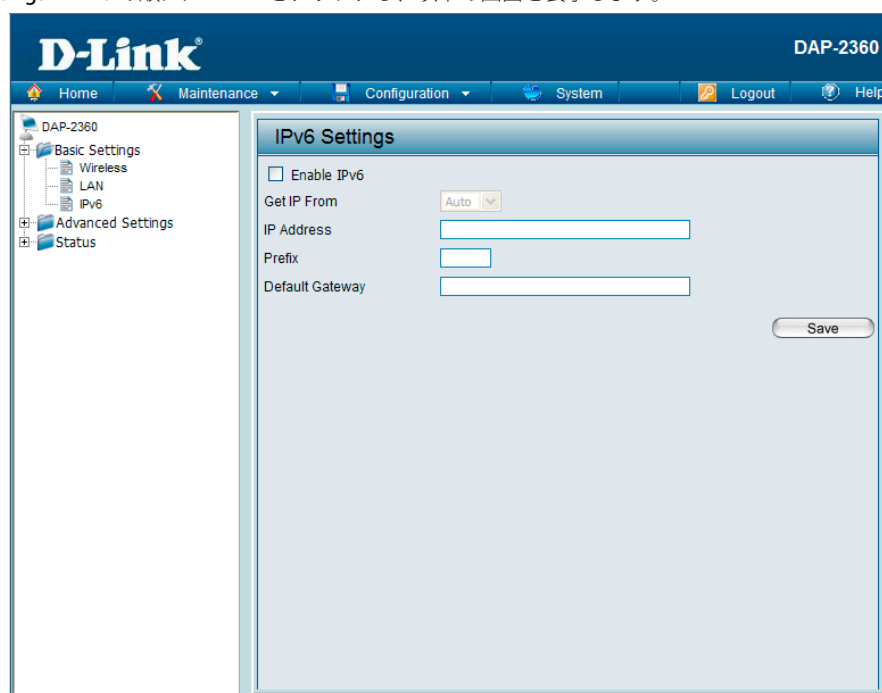 D-Link®
DAP-2360
Home Maintenance Configuration System Logout Help
DAP-2360
Basic Settings
Wireless
LAN
IPv6
Advanced Settings
Status
IPv6 Settings
Enable IPv6
Get IP From Auto
IP Address
Prefix
Default Gateway
Save